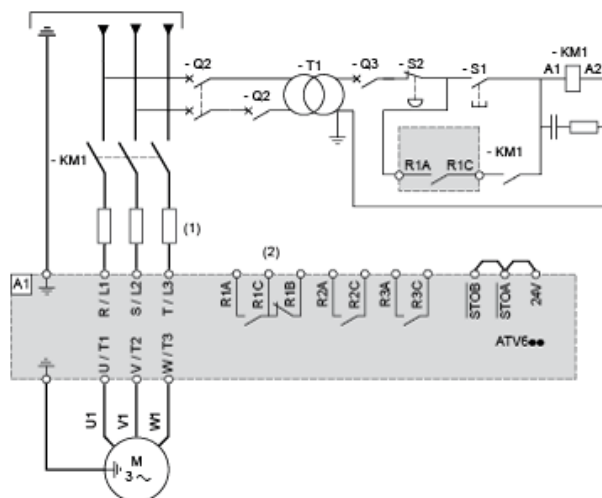 - Q2
- T1
- Q3
- S2
- S1
- KM1
A1
A2
- Q2
- KM1
- KM1
R1A
R1C
(1)
(2)
A1
R / L1
S / L2
T / L3
R1A
R1C
R1B
R2A
R2C
R3A
R3C
STOB
STOA
24V
ATV6●●
U / T1
V / T2
W / T3
U1
V1
W1
M
3 ~